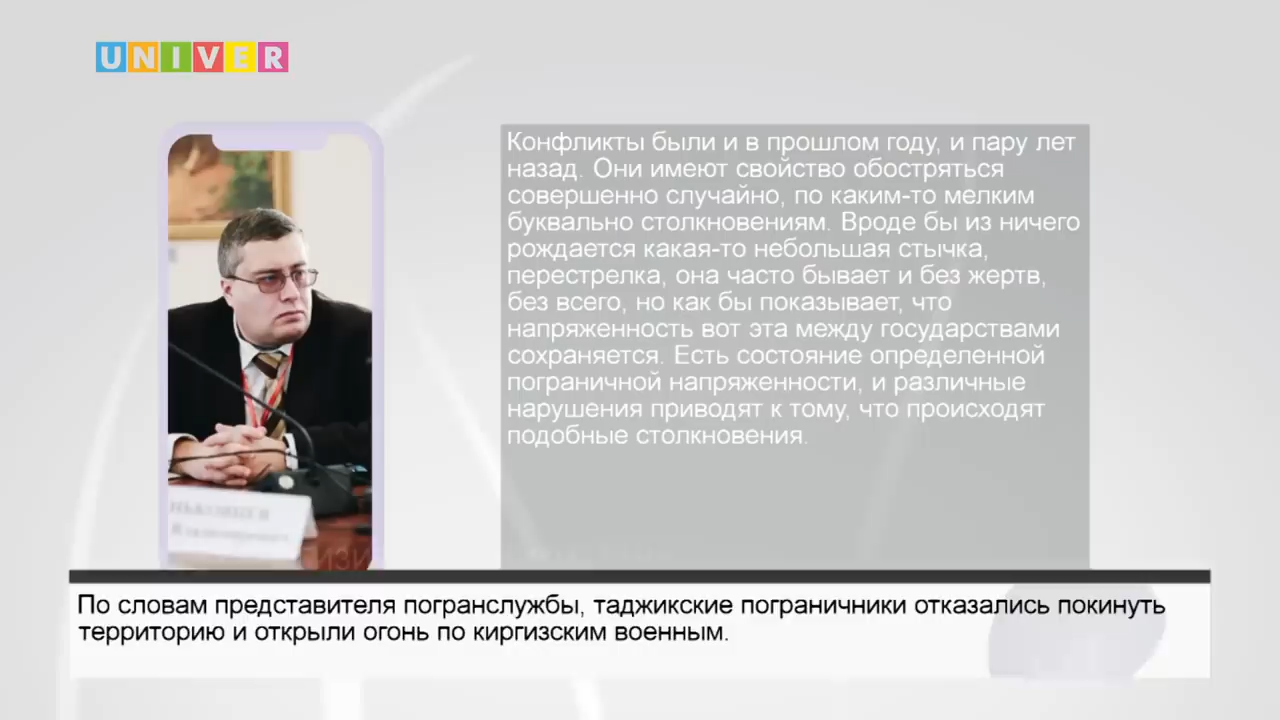 UNIVER
Конфликты были и в прошлом году, и пару лет
назад. Они имеют свойство обостряться
совершенно случайно, по каким-то мелким
буквально столкновениям. Вроде бы из ничего
рождается какая-то небольшая стычка,
перестрелка, она часто бывает и без жертв,
без всего, но как бы показывает, что
напряженность вот эта между государствами
сохраняется. Есть состояние определенной
пограничной напряженности, и различные
нарушения приводят к тому, что происходят
подобные столкновения.
По словам представителя погранслужбы, таджикские пограничники отказались покинуть
территорию и открыли огонь по киргизским военным.